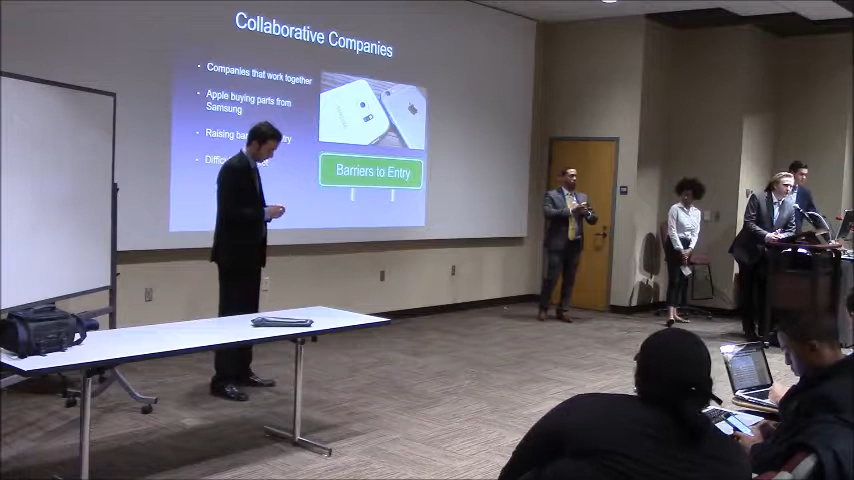 Collaborative Companies
• Companies that work together
• Apple buying parts from
Samsung
• Raising
• 
Barriers to Entry